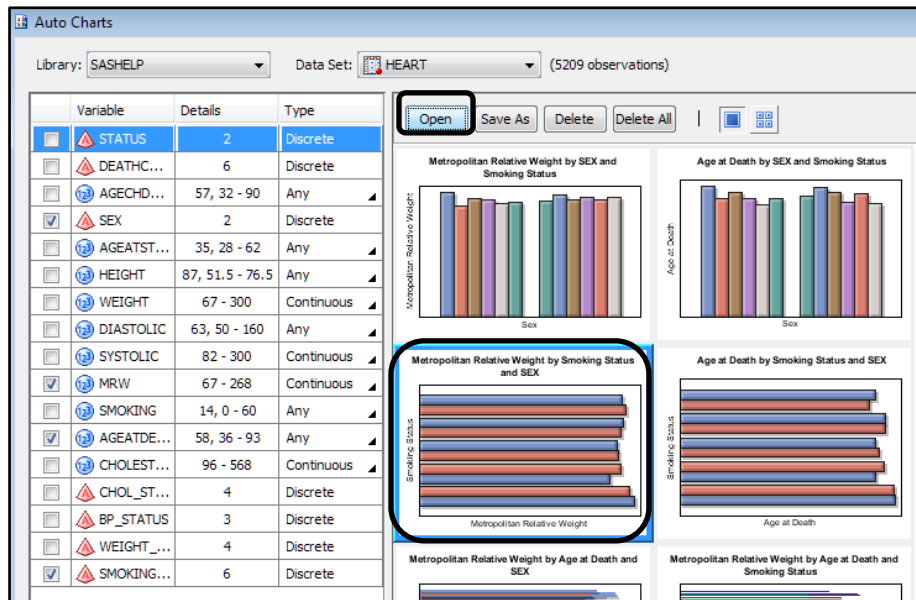 Auto Charts
Library: SASHELP Data Set: HEART (5209 observations)
Variable Details Type
STATUS 2 Discrete
DEATHC... 6 Discrete
AGECHD... 57, 32 - 90 Any
SEX 2 Discrete
AGEATST... 35, 28 - 62 Any
HEIGHT 87, 51.5 - 76.5 Any
WEIGHT 67 - 300 Continuous
DIASTOLIC 63, 50 - 160 Any
SYSTOLIC 82 - 300 Continuous
MRW 67 - 268 Continuous
SMOKING 14, 0 - 60 Any
AGEATDE... 58, 36 - 93 Any
CHOLEST... 96 - 568 Continuous
CHOL_ST... 4 Discrete
BP_STATUS 3 Discrete
WEIGHT_... 4 Discrete
SMOKING... 6 Discrete
Open Save As Delete Delete All
Metropolitan Relative Weight by SEX and
Smoking Status
Metropolitan Relative Weight
Sex
Age at Death by SEX and Smoking Status
Age at Death
Sex
Metropolitan Relative Weight by Smoking Status
and SEX
Smoking Status
Metropolitan Relative Weight
Age at Death by Smoking Status and SEX
Smoking Status
Age at Death
Metropolitan Relative Weight by Age at Death and
SEX
Metropolitan Relative Weight by Age at Death and
Smoking Status